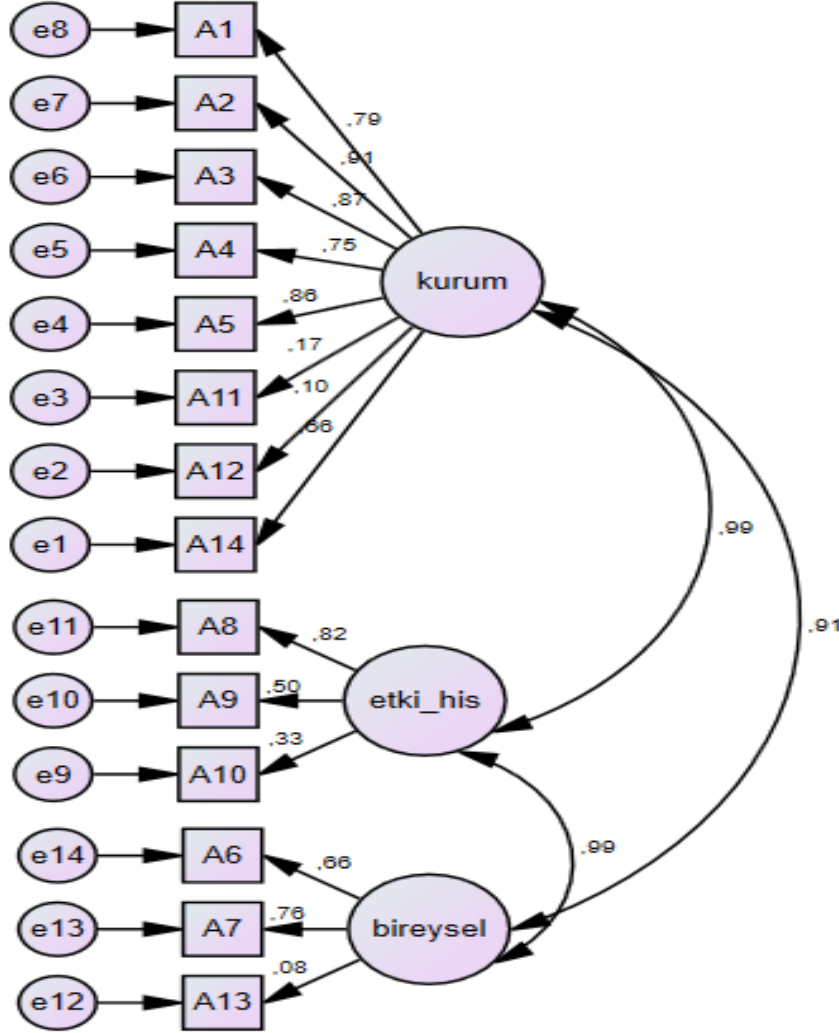 e8 A1
,79
e7 A2
,91
e6 A3
,87
e5 A4
,75
kurum
e4 A5
,86
,17
e3 A11
,10
,66
e2 A12
e1 A14
,99
e11 A8
,82
,91
e10 A9
,50
etki_his
e9 A10
,33
e14 A6
,66
,99
e13 A7
,76
bireysel
e12 A13
,08